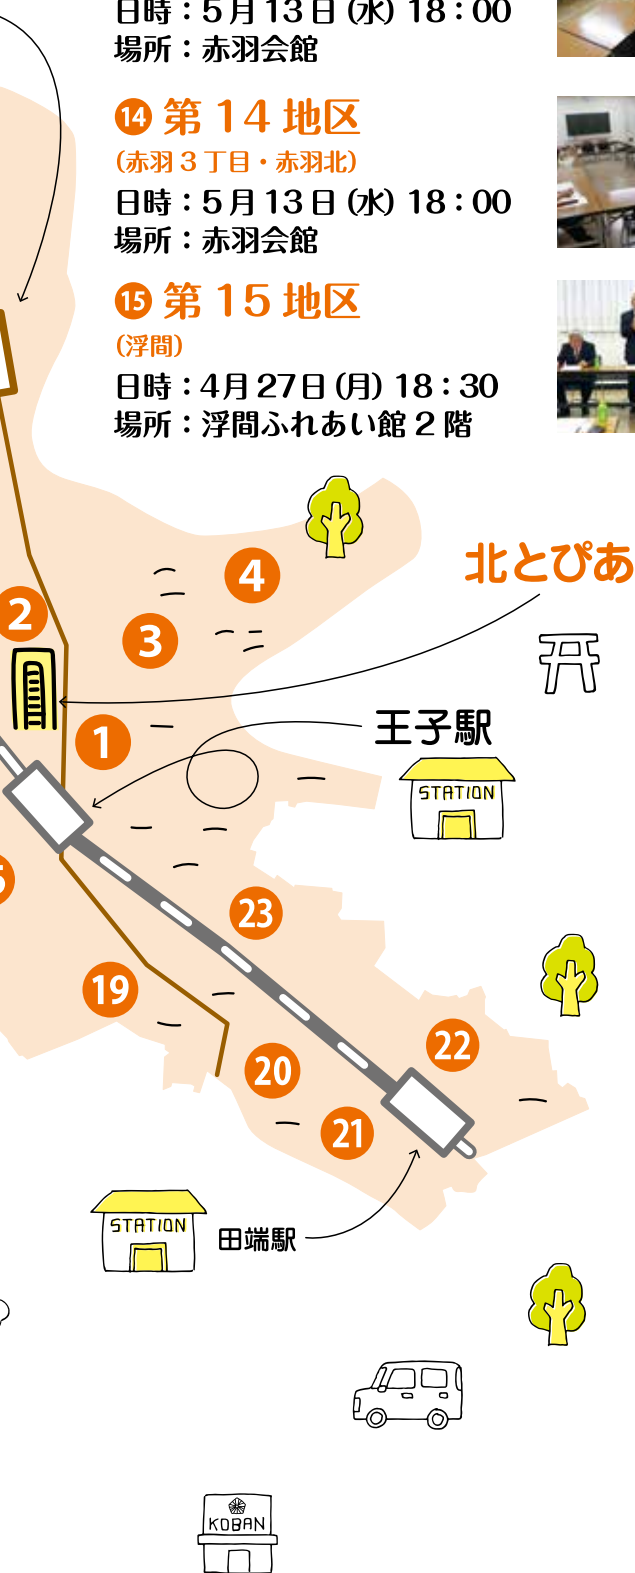 日時：5月13日(水) 18：00
場所：赤羽会館
14 第14地区
(赤羽3丁目・赤羽北)
日時：5月13日(水) 18：00
場所：赤羽会館
15 第15地区
(浮間)
日時：4月27日(月) 18：30
場所：浮間ふれあい館2階
北とぴあ
4
2
3
1
王子駅
STATION
23
19
22
20
21
STATION
田端駅
KOBAN